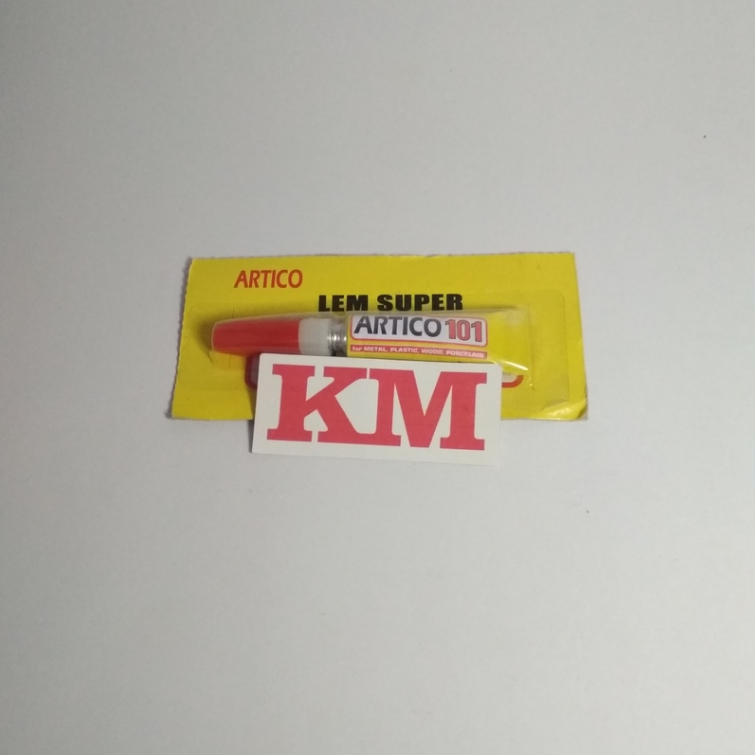 ARTICO
LEM SUPER
ARTICO 101
for METAL, PLASTIC, WOOD, PORCELAIN
KM